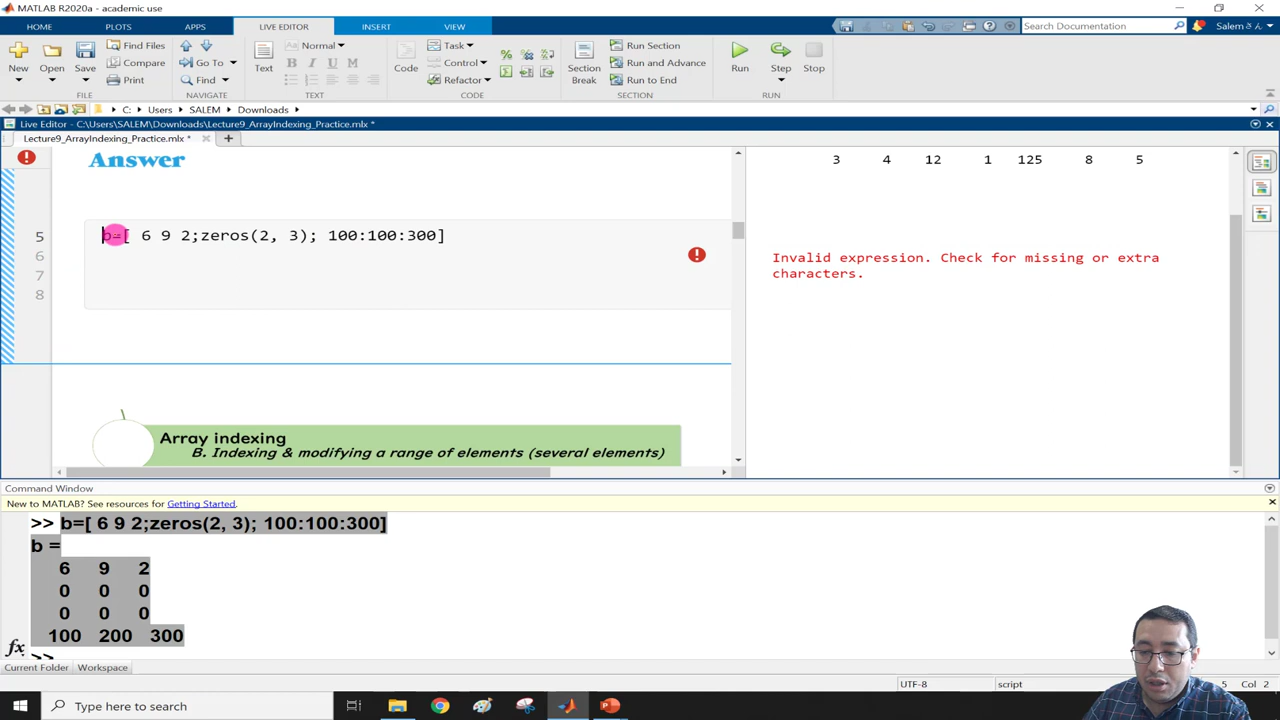 MATLAB R2020a - academic use
HOME PLOTS APPS LIVE EDITOR INSERT VIEW Search Documentation Salemさん
New Open Save Find Files Compare Print Go To Find Text Normal B I U M Code Task Control Refactor Section Break Run Section Run and Advance Run to End Run Step Stop
FILE NAVIGATE TEXT CODE SECTION RUN
C: Users SALEM Downloads
Live Editor - C:\Users\SALEM\Downloads\Lecture9_ArrayIndexing_Practice.mlx *
Lecture9_ArrayIndexing_Practice.mlx *
Answer
3 4 12 1 125 8 5
5 b=[ 6 9 2;zeros(2, 3); 100:100:300]
6
7
8
Invalid expression. Check for missing or extra
characters.
Array indexing
B. Indexing & modifying a range of elements (several elements)
Command Window
New to MATLAB? See resources for Getting Started.
>> b=[ 6 9 2;zeros(2, 3); 100:100:300]
b =
6 9 2
0 0 0
0 0 0
100 200 300
fx >>
Current Folder Workspace
UTF-8 script 5 Col 2
Type here to search